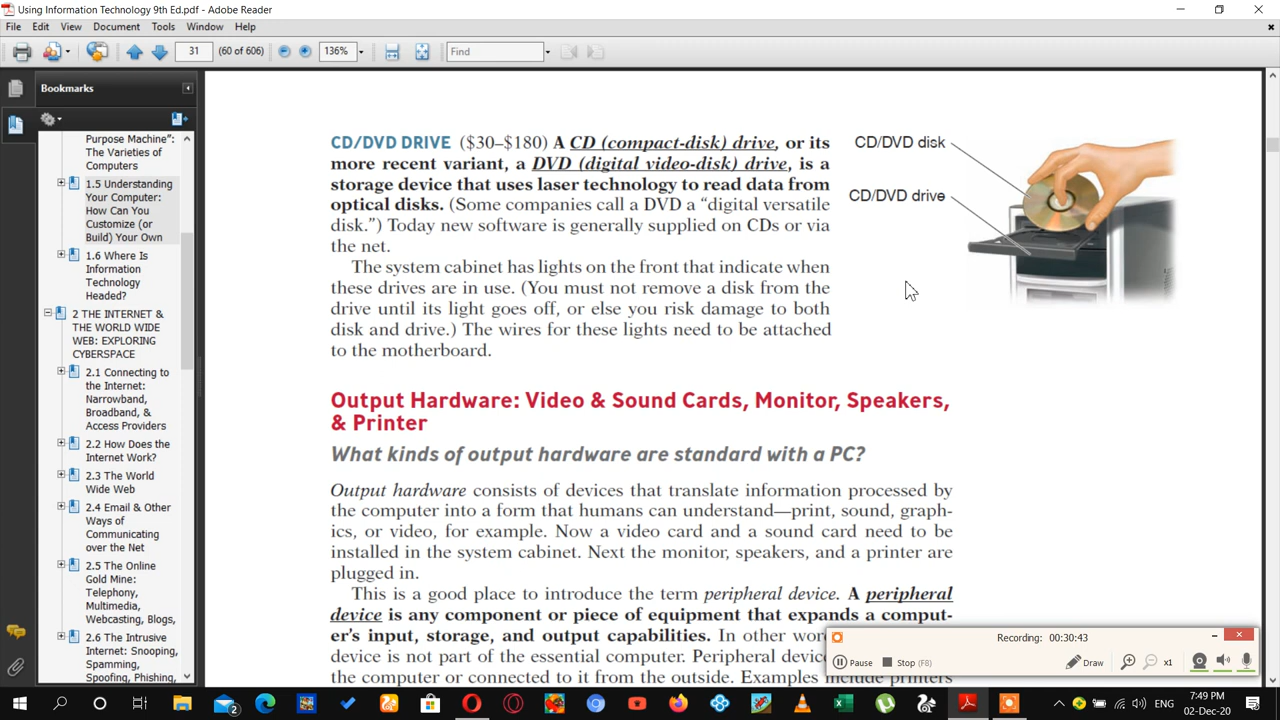 Using Information Technology 9th Ed.pdf - Adobe Reader
File Edit View Document Tools Window Help
31 (60 of 606) 136% Find
Bookmarks
Purpose Machine":
The Varieties of
Computers
1.5 Understanding
Your Computer:
How Can You
Customize (or
Build) Your Own
1.6 Where Is
Information
Technology
Headed?
2 THE INTERNET &
THE WORLD WIDE
WEB: EXPLORING
CYBERSPACE
2.1 Connecting to
the Internet:
Narrowband,
Broadband, &
Access Providers
2.2 How Does the
Internet Work?
2.3 The World
Wide Web
2.4 Email & Other
Ways of
Communicating
over the Net
2.5 The Online
Gold Mine:
Telephony,
Multimedia,
Webcasting, Blogs,
2.6 The Intrusive
Internet: Snooping,
Spamming,
Spoofing, Phishing,
CD/DVD DRIVE ($30–$180) A CD (compact-disk) drive, or its
more recent variant, a DVD (digital video-disk) drive, is a
storage device that uses laser technology to read data from
optical disks. (Some companies call a DVD a “digital versatile
disk.”) Today new software is generally supplied on CDs or via
the net.
The system cabinet has lights on the front that indicate when
these drives are in use. (You must not remove a disk from the
drive until its light goes off, or else you risk damage to both
disk and drive.) The wires for these lights need to be attached
to the motherboard.
CD/DVD disk
CD/DVD drive
Output Hardware: Video & Sound Cards, Monitor, Speakers,
& Printer
What kinds of output hardware are standard with a PC?
Output hardware consists of devices that translate information processed by
the computer into a form that humans can understand—print, sound, graph-
ics, or video, for example. Now a video card and a sound card need to be
installed in the system cabinet. Next the monitor, speakers, and a printer are
plugged in.
This is a good place to introduce the term peripheral device. A peripheral
device is any component or piece of equipment that expands a comput-
er’s input, storage, and output capabilities. In other wor
device is not part of the essential computer. Peripheral devic
the computer or connected to it from the outside. Examples include printers
Recording: 00:30:43
Pause Stop (F8) Draw x1
2
ENG
7:49 PM
02-Dec-20